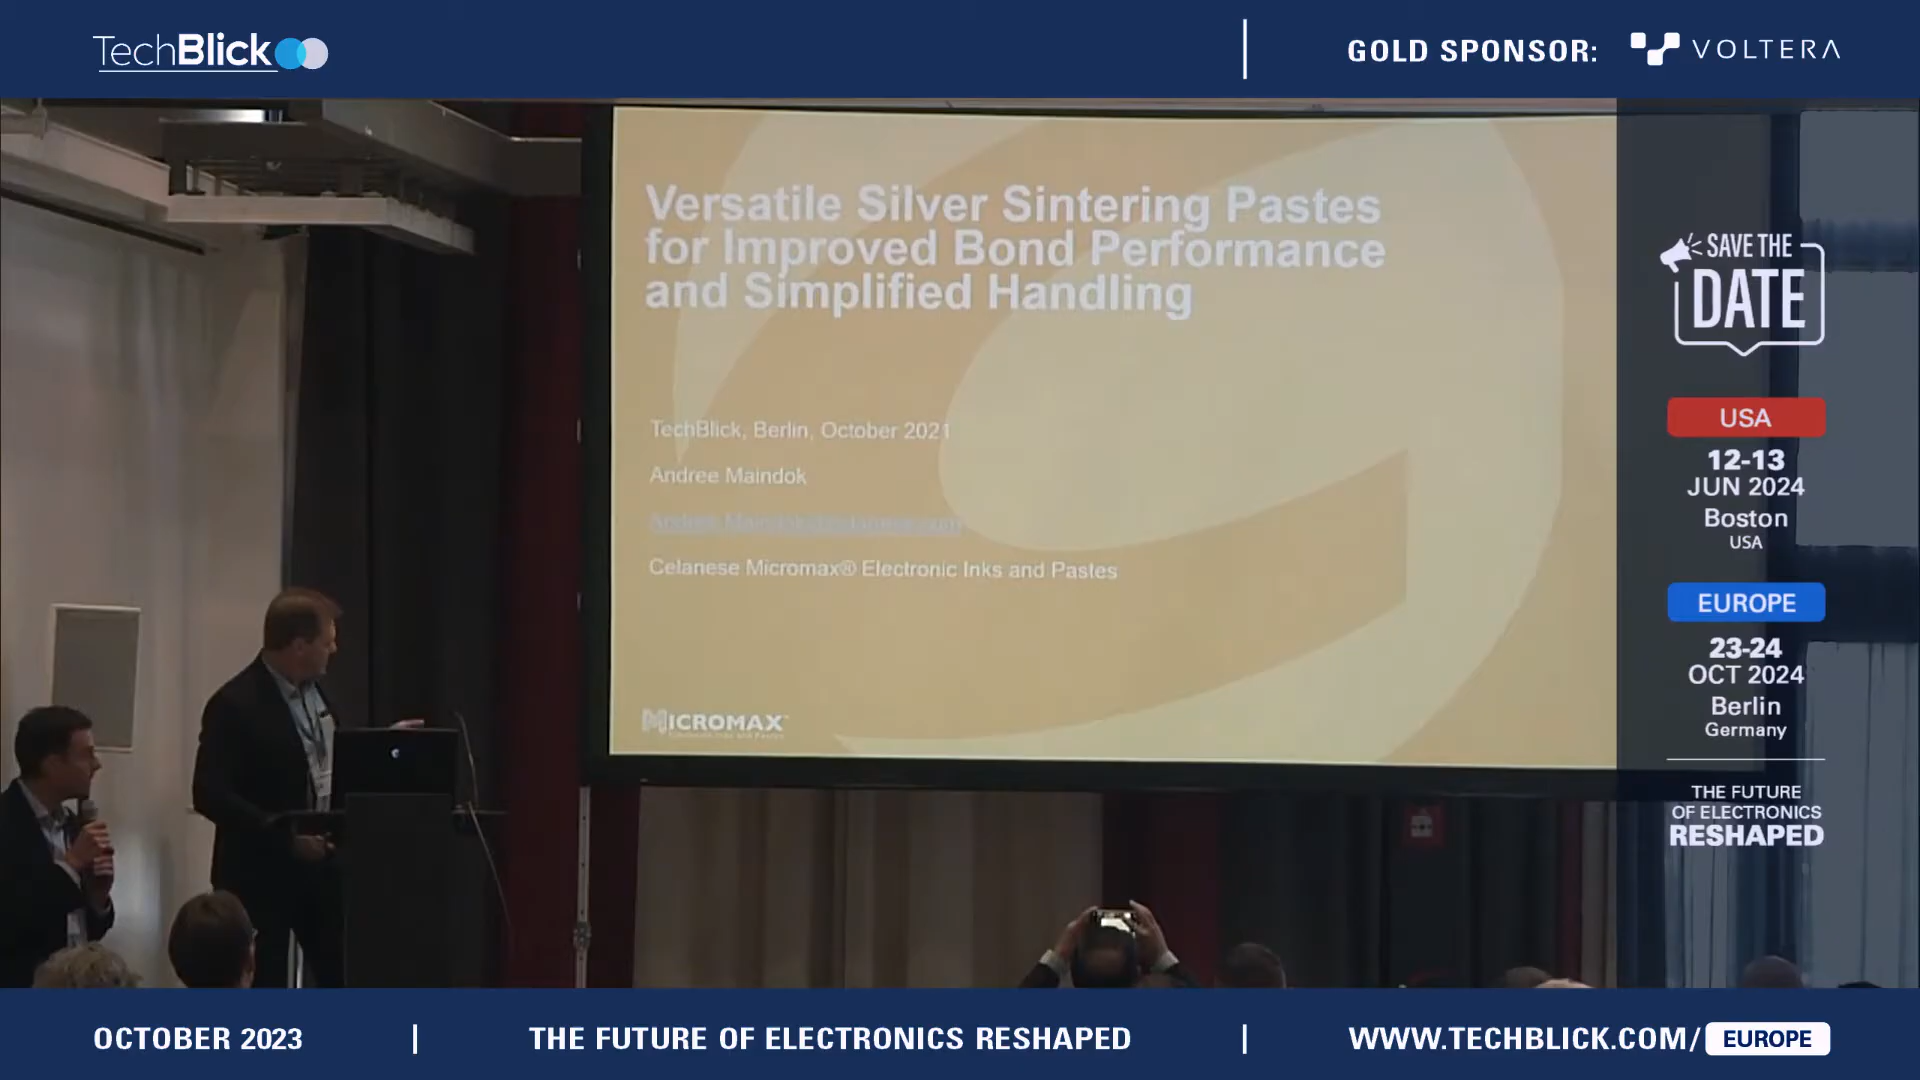 TechBlick
GOLD SPONSOR:
VOLTERA
Versatile Silver Sintering Pastes
for Improved Bond Performance
and Simplified Handling
TechBlick, Berlin, October 2021
Andree Maindok
Celanese Micromax® Electronic Inks and Pastes
MICROMAX™
SAVE THE
DATE
USA
12-13
JUN 2024
Boston
USA
EUROPE
23-24
OCT 2024
Berlin
Germany
THE FUTURE
OF ELECTRONICS
RESHAPED
OCTOBER 2023
THE FUTURE OF ELECTRONICS RESHAPED
WWW.TECHBLICK.COM/EUROPE